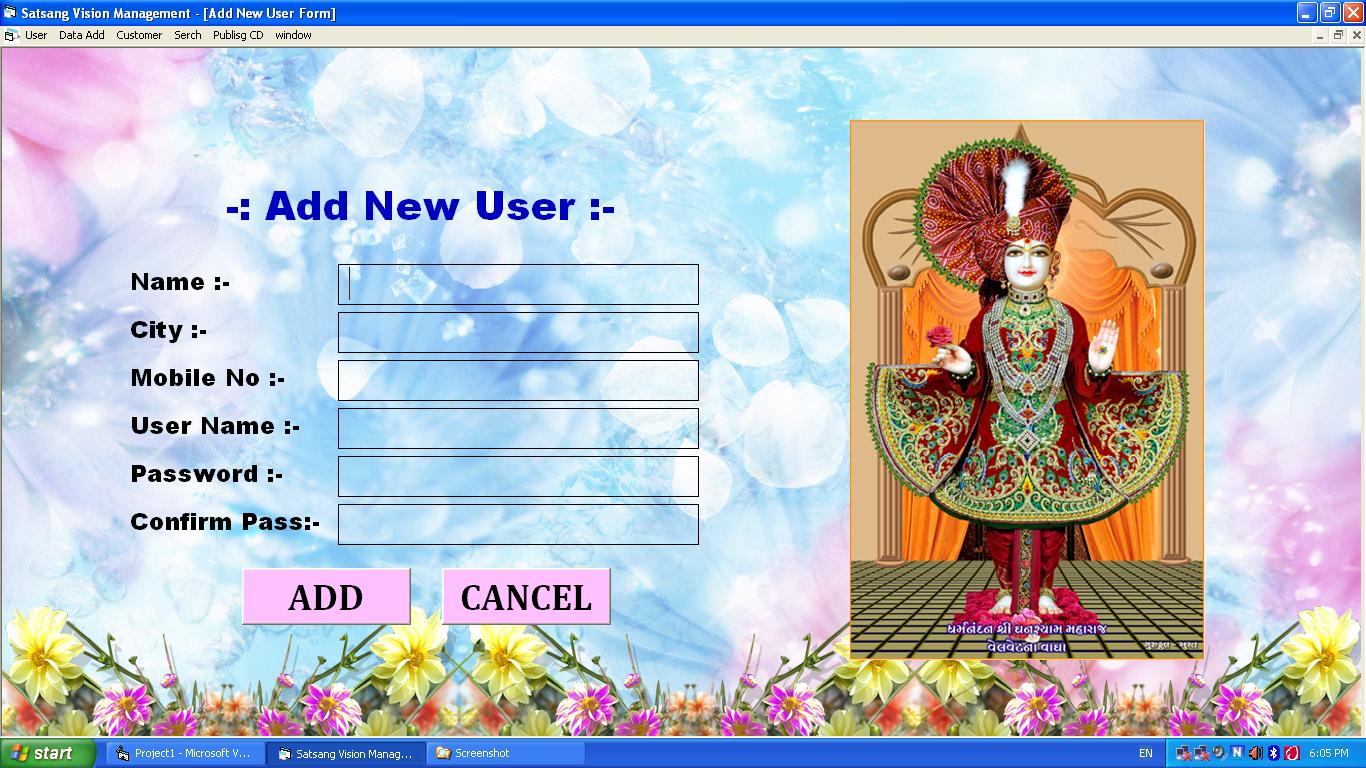 Satsang Vision Management - [Add New User Form]
User Data Add Customer Serch Publisg CD window
-: Add New User :-
Name :-
City :-
Mobile No :-
User Name :-
Password :-
Confirm Pass:-
ADD CANCEL
ધર્મનંદન શ્રી ઘનશ્યામ મહારાજ
વેલવેટના વાઘા
ગુરુકુલ - સુરત
start Project1 - Microsoft V... Satsang Vision Manag... Screenshot EN N 6:05 PM